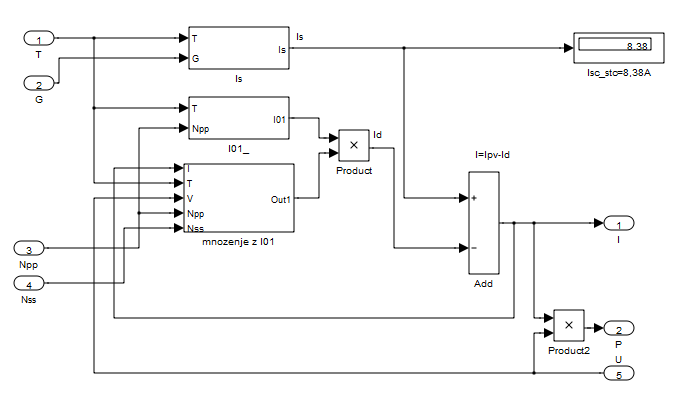 1
T
2
G
T
G
Is
Is
Is
8.38
Isc_stc=8,38A
T
Npp
I01
I01_
I
T
V
Npp
Nss
Out1
mnozenje z I01
×
Product
Id
I=Ipv-Id
+
−
Add
1
I
3
Npp
4
Nss
×
Product2
2
P
U
5